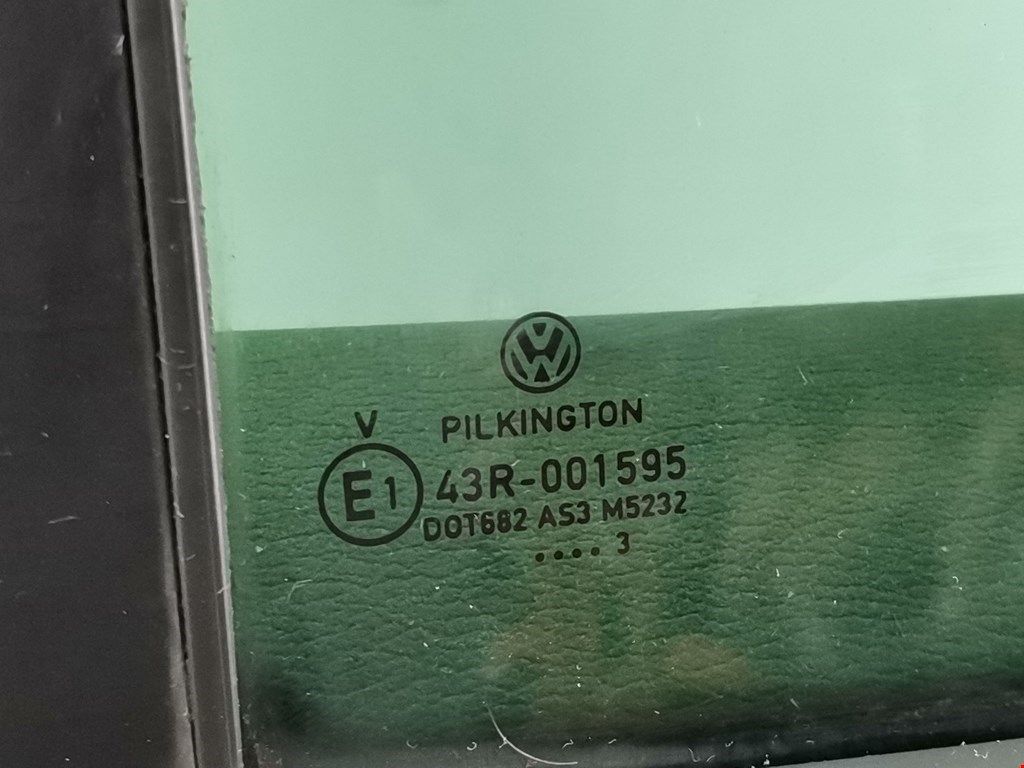 V
PILKINGTON
E1 43R-001595
DOT682 AS3 M5232
.... 3